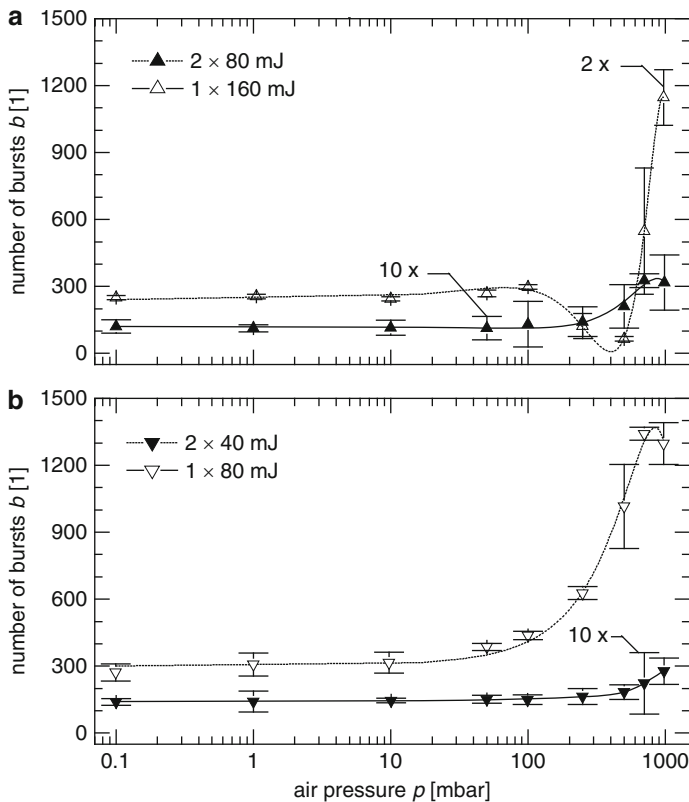 a
1500
1200
900
600
300
0
number of bursts b [1]
2 × 80 mJ
1 × 160 mJ
2 x
10 x
b
1500
1200
900
600
300
0
number of bursts b [1]
2 × 40 mJ
1 × 80 mJ
10 x
0.1
1
10
100
1000
air pressure p [mbar]